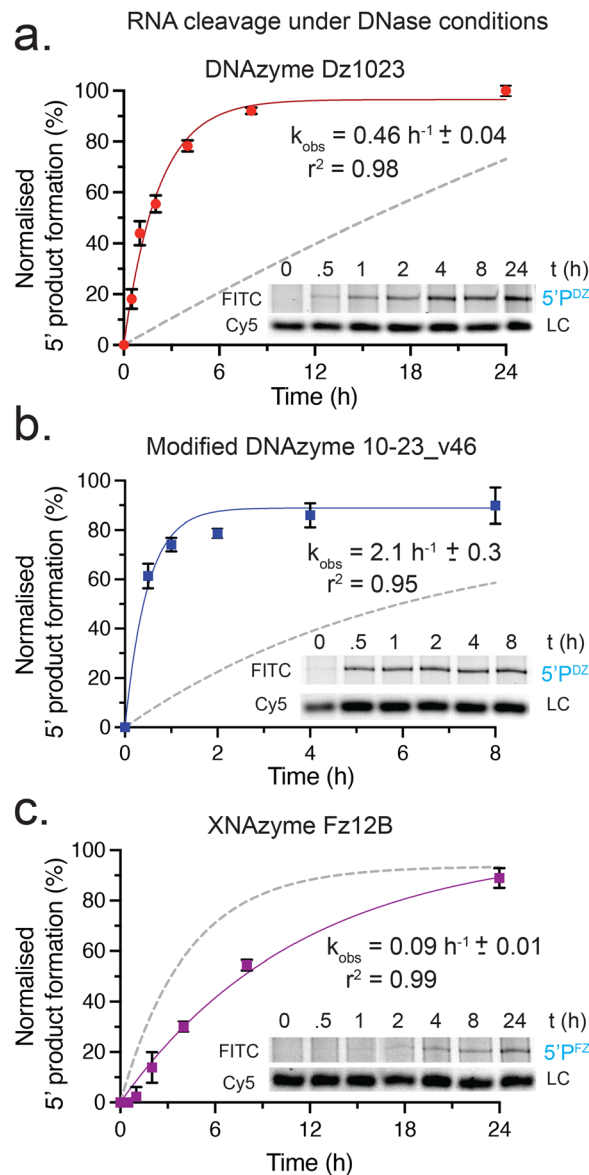 a.
RNA cleavage under DNase conditions
DNAzyme Dz1023
Normalised
5' product formation (%)
100
80
60
40
20
0
k_obs = 0.46 h⁻¹ ± 0.04
r² = 0.98
0 .5 1 2 4 8 24 t (h)
FITC 5'P^DZ
Cy5 LC
0 6 12 18 24
Time (h)
b.
Modified DNAzyme 10-23_v46
Normalised
5' product formation (%)
100
80
60
40
20
0
k_obs = 2.1 h⁻¹ ± 0.3
r² = 0.95
0 .5 1 2 4 8 t (h)
FITC 5'P^DZ
Cy5 LC
0 2 4 6 8
Time (h)
c.
XNAzyme Fz12B
Normalised
5' product formation (%)
100
80
60
40
20
0
k_obs = 0.09 h⁻¹ ± 0.01
r² = 0.99
0 .5 1 2 4 8 24 t (h)
FITC 5'P^FZ
Cy5 LC
0 6 12 18 24
Time (h)